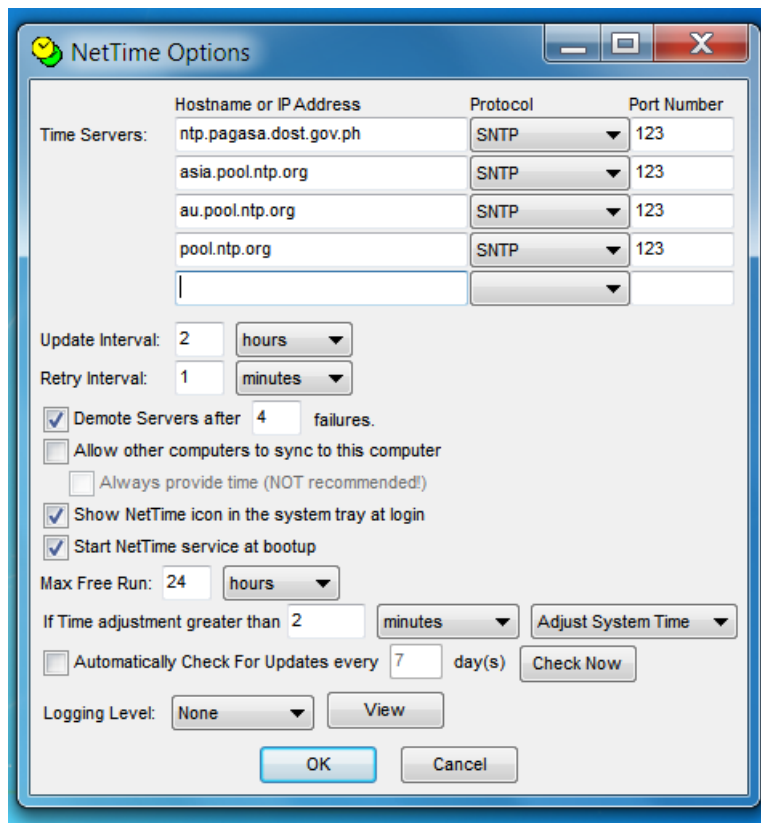 NetTime Options
Hostname or IP Address Protocol Port Number
Time Servers: ntp.pagasa.dost.gov.ph SNTP 123
asia.pool.ntp.org SNTP 123
au.pool.ntp.org SNTP 123
pool.ntp.org SNTP 123
Update Interval: 2 hours
Retry Interval: 1 minutes
Demote Servers after 4 failures.
Allow other computers to sync to this computer
Always provide time (NOT recommended!)
Show NetTime icon in the system tray at login
Start NetTime service at bootup
Max Free Run: 24 hours
If Time adjustment greater than 2 minutes Adjust System Time
Automatically Check For Updates every 7 day(s) Check Now
Logging Level: None View
OK Cancel